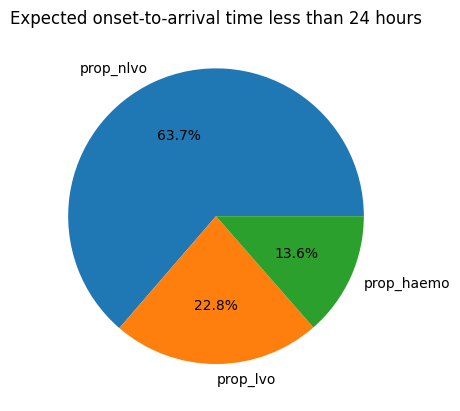 Expected onset-to-arrival time less than 24 hours
prop_nlvo
63.7%
13.6%
prop_haemo
22.8%
prop_lvo